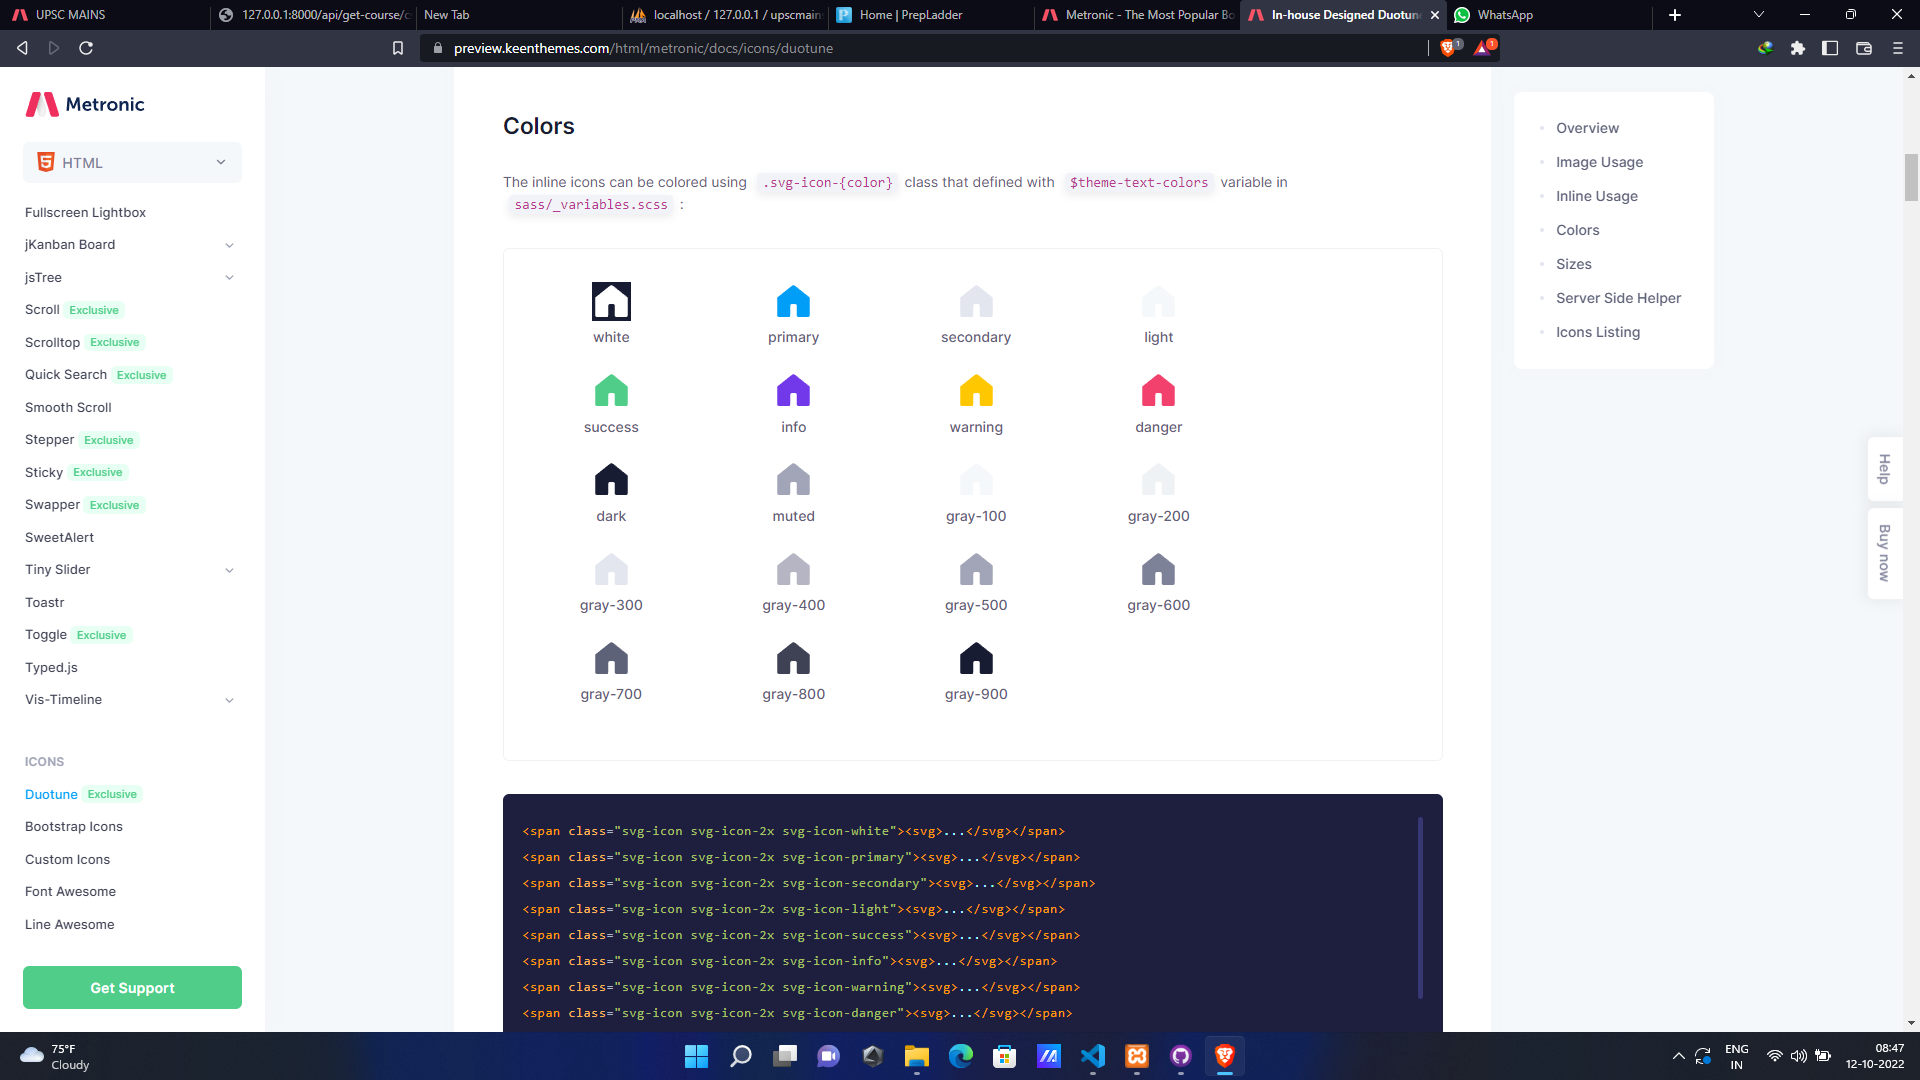 UPSC MAINS
127.0.0.1:8000/api/get-course/c
New Tab
localhost / 127.0.0.1 / upscmains
Home | PrepLadder
Metronic - The Most Popular Bo
In-house Designed Duotune
WhatsApp
preview.keenthemes.com/html/metronic/docs/icons/duotune
1
1
Metronic
HTML
Fullscreen Lightbox
jKanban Board
jsTree
Scroll Exclusive
Scrolltop Exclusive
Quick Search Exclusive
Smooth Scroll
Stepper Exclusive
Sticky Exclusive
Swapper Exclusive
SweetAlert
Tiny Slider
Toastr
Toggle Exclusive
Typed.js
Vis-Timeline
ICONS
Duotune Exclusive
Bootstrap Icons
Custom Icons
Font Awesome
Line Awesome
Get Support
Colors
The inline icons can be colored using .svg-icon-{color} class that defined with $theme-text-colors variable in
sass/_variables.scss :
white primary secondary light
success info warning danger
dark muted gray-100 gray-200
gray-300 gray-400 gray-500 gray-600
gray-700 gray-800 gray-900
<span class="svg-icon svg-icon-2x svg-icon-white"><svg>...</svg></span>
<span class="svg-icon svg-icon-2x svg-icon-primary"><svg>...</svg></span>
<span class="svg-icon svg-icon-2x svg-icon-secondary"><svg>...</svg></span>
<span class="svg-icon svg-icon-2x svg-icon-light"><svg>...</svg></span>
<span class="svg-icon svg-icon-2x svg-icon-success"><svg>...</svg></span>
<span class="svg-icon svg-icon-2x svg-icon-info"><svg>...</svg></span>
<span class="svg-icon svg-icon-2x svg-icon-warning"><svg>...</svg></span>
<span class="svg-icon svg-icon-2x svg-icon-danger"><svg>...</svg></span>
Overview
Image Usage
Inline Usage
Colors
Sizes
Server Side Helper
Icons Listing
Help
Buy now
75°F
Cloudy
ENG
IN
08:47
12-10-2022